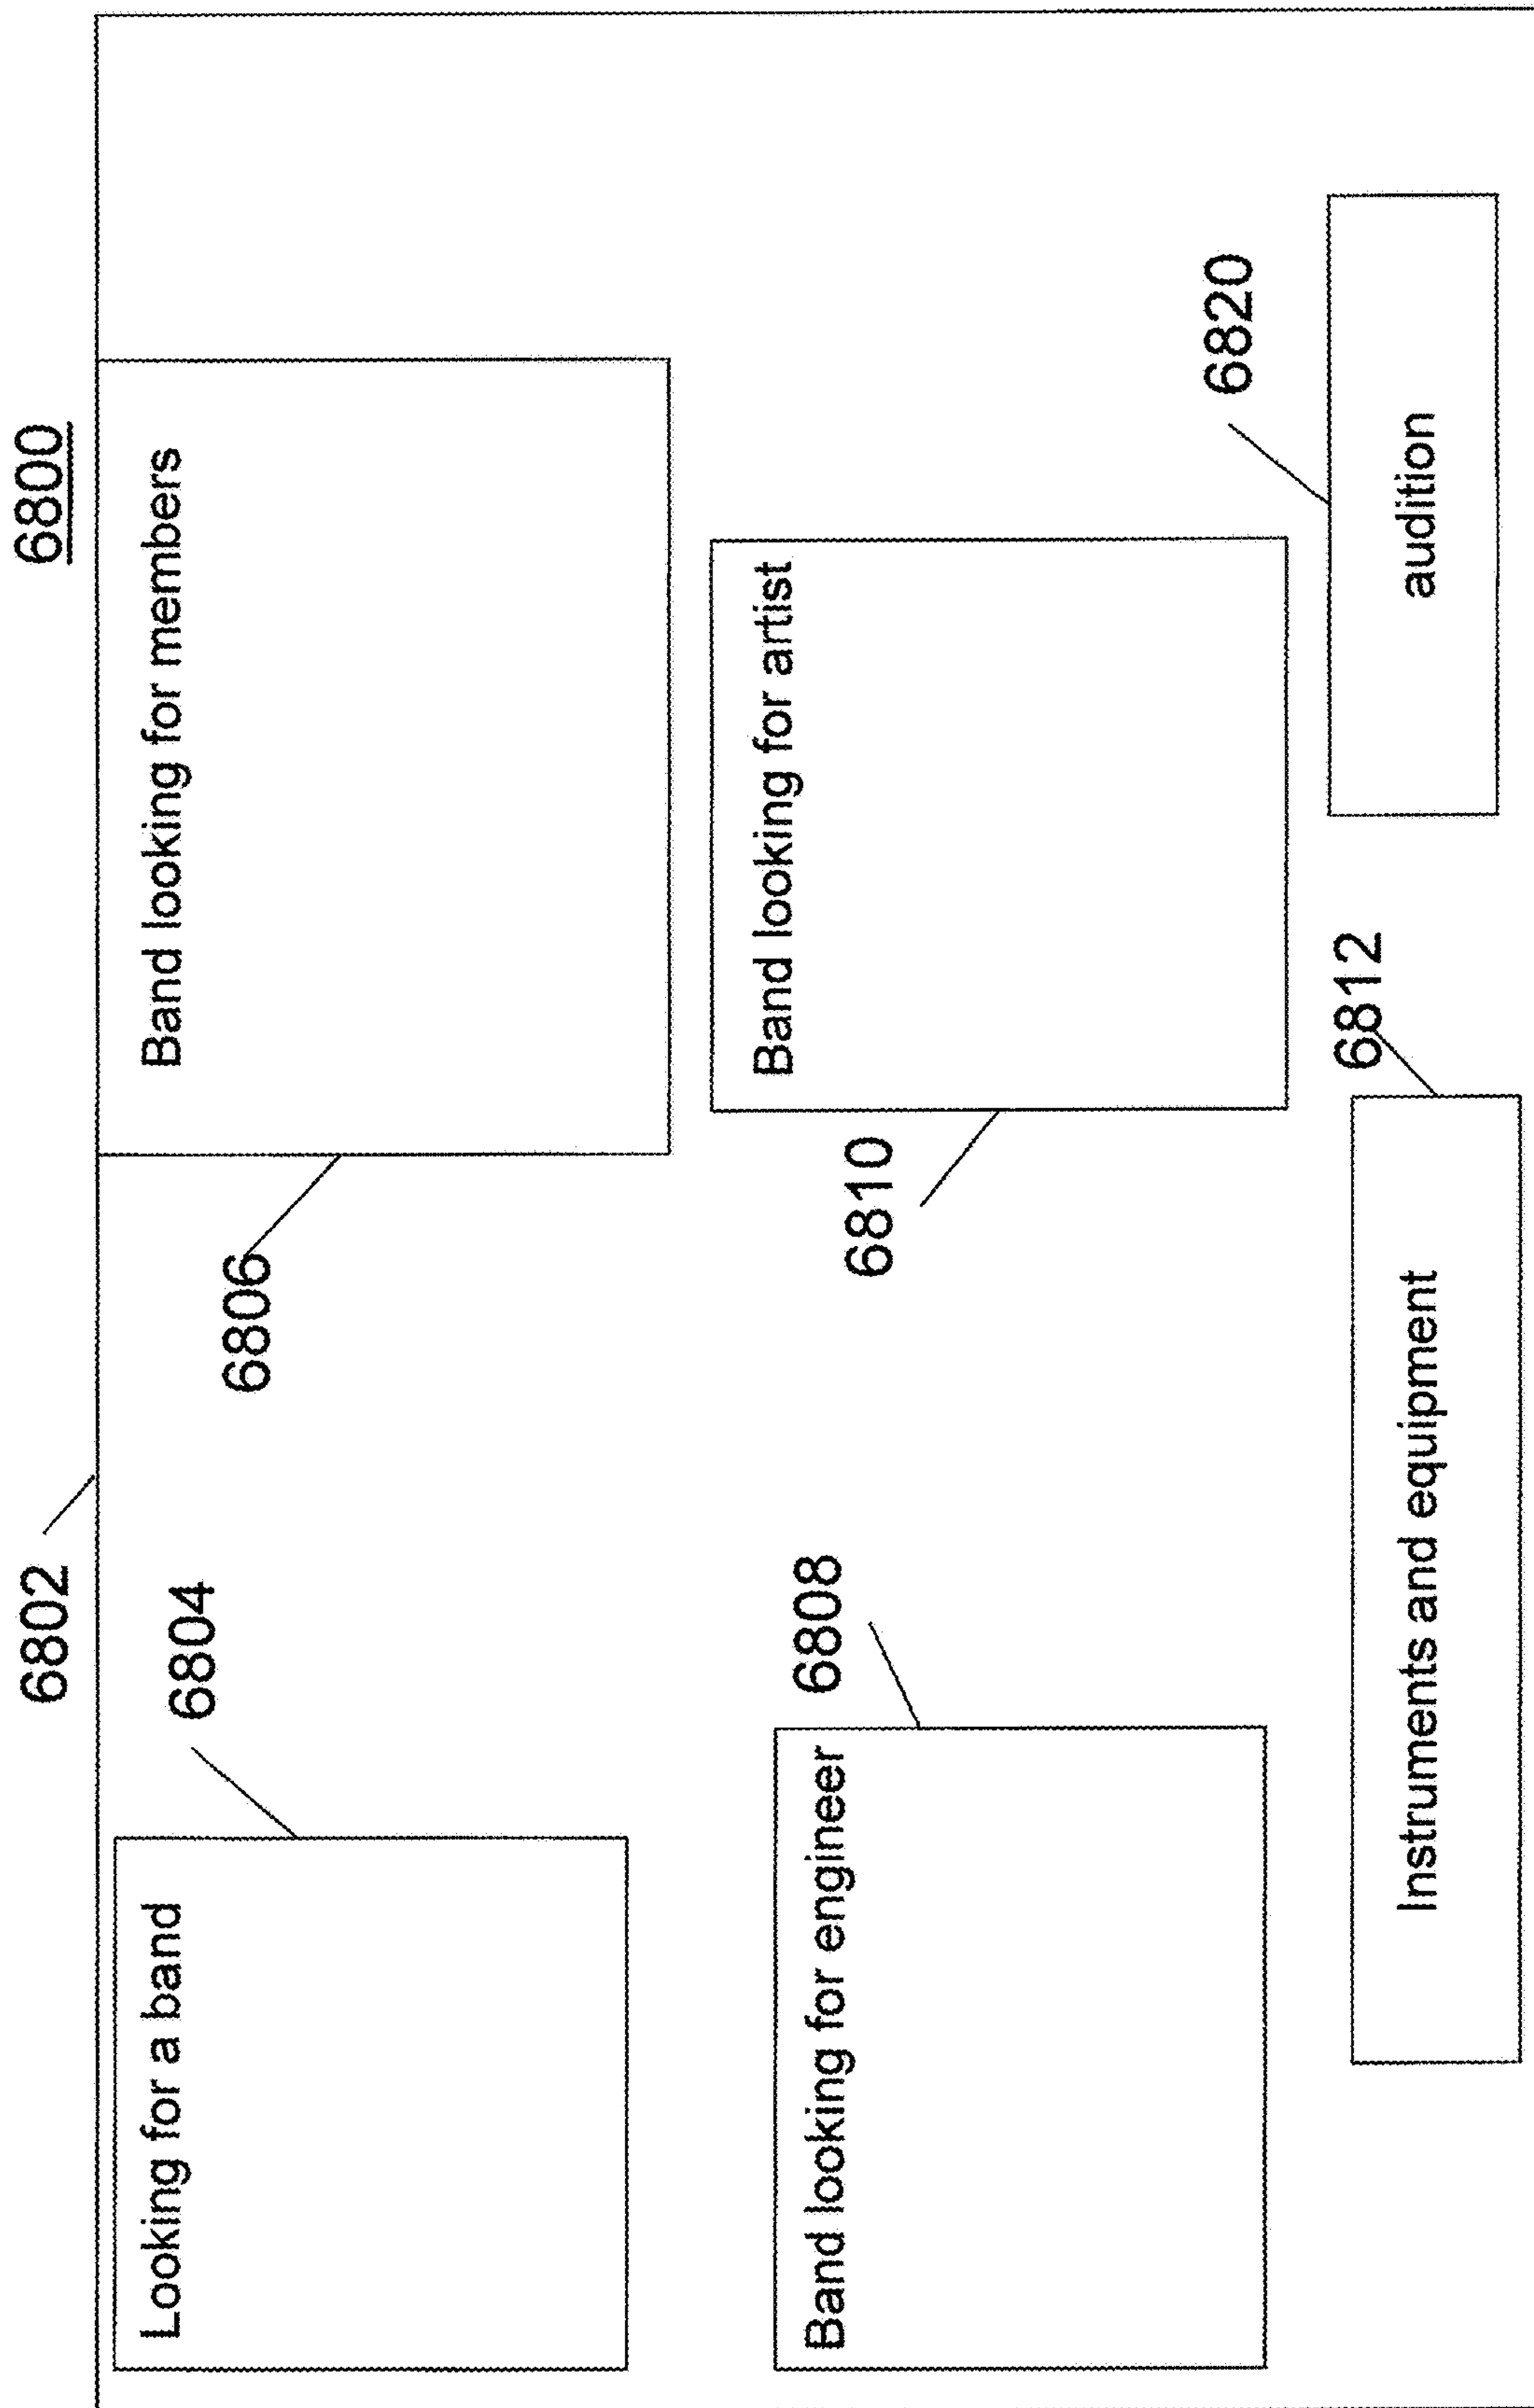 6800
6802
6804
Looking for a band
6806
Band looking for members
6808
Band looking for engineer
6810
Band looking for artist
6812
Instruments and equipment
6820
audition